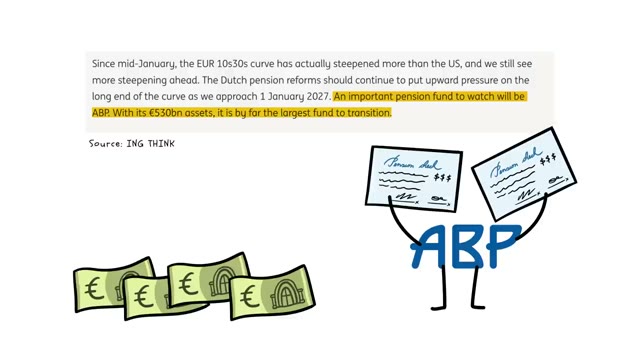 Since mid-January, the EUR 10s30s curve has actually steepened more than the US, and we still see
more steepening ahead. The Dutch pension reforms should continue to put upward pressure on the
long end of the curve as we approach 1 January 2027. An important pension fund to watch will be
ABP. With its €530bn assets, it is by far the largest fund to transition.
Source: ING THINK
Pension check
$$$
Pension check
$$$
ABP
€
€
€
€